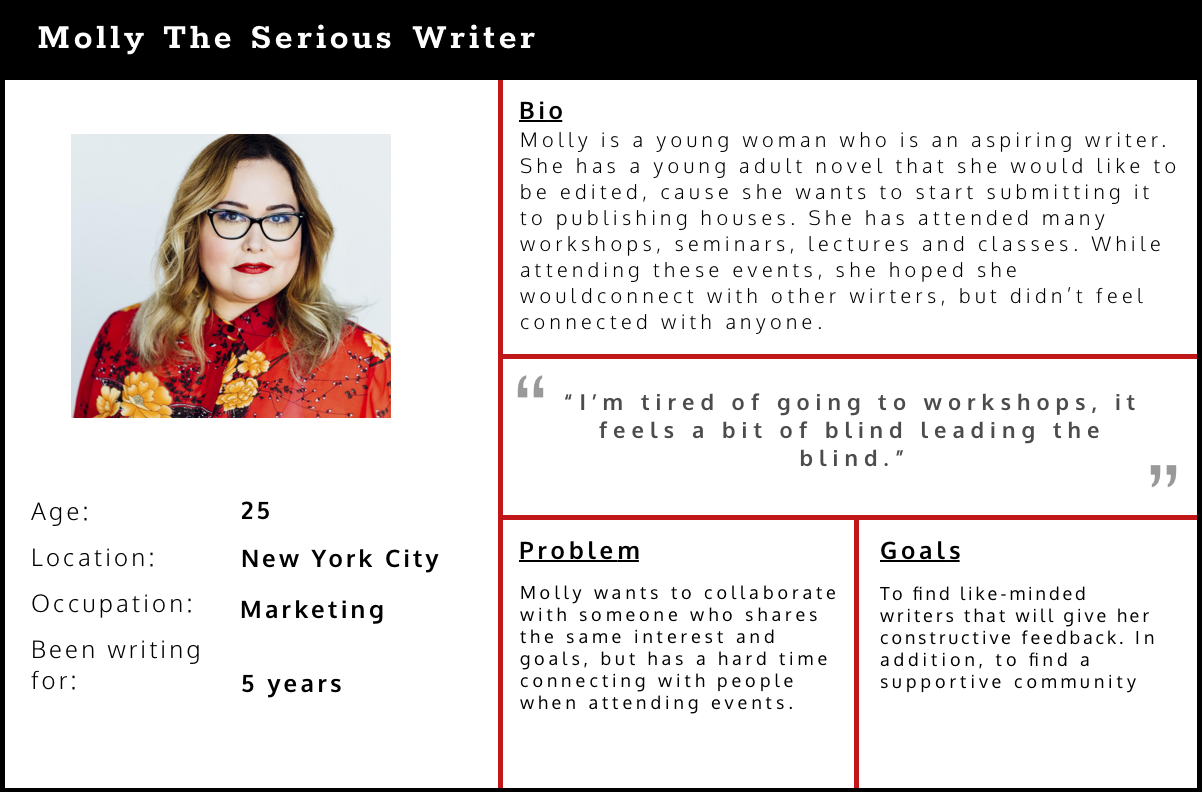 Molly The Serious Writer
Age: 25
Location: New York City
Occupation: Marketing
Been writing
for: 5 years
Bio
Molly is a young woman who is an aspiring writer.
She has a young adult novel that she would like to
be edited, cause she wants to start submitting it
to publishing houses. She has attended many
workshops, seminars, lectures and classes. While
attending these events, she hoped she
wouldconnect with other wirters, but didn’t feel
connected with anyone.
“
“I’m tired of going to workshops, it
feels a bit of blind leading the
blind.”
”
Problem
Molly wants to collaborate
with someone who shares
the same interest and
goals, but has a hard time
connecting with people
when attending events.
Goals
To find like-minded
writers that will give her
constructive feedback. In
addition, to find a
supportive community